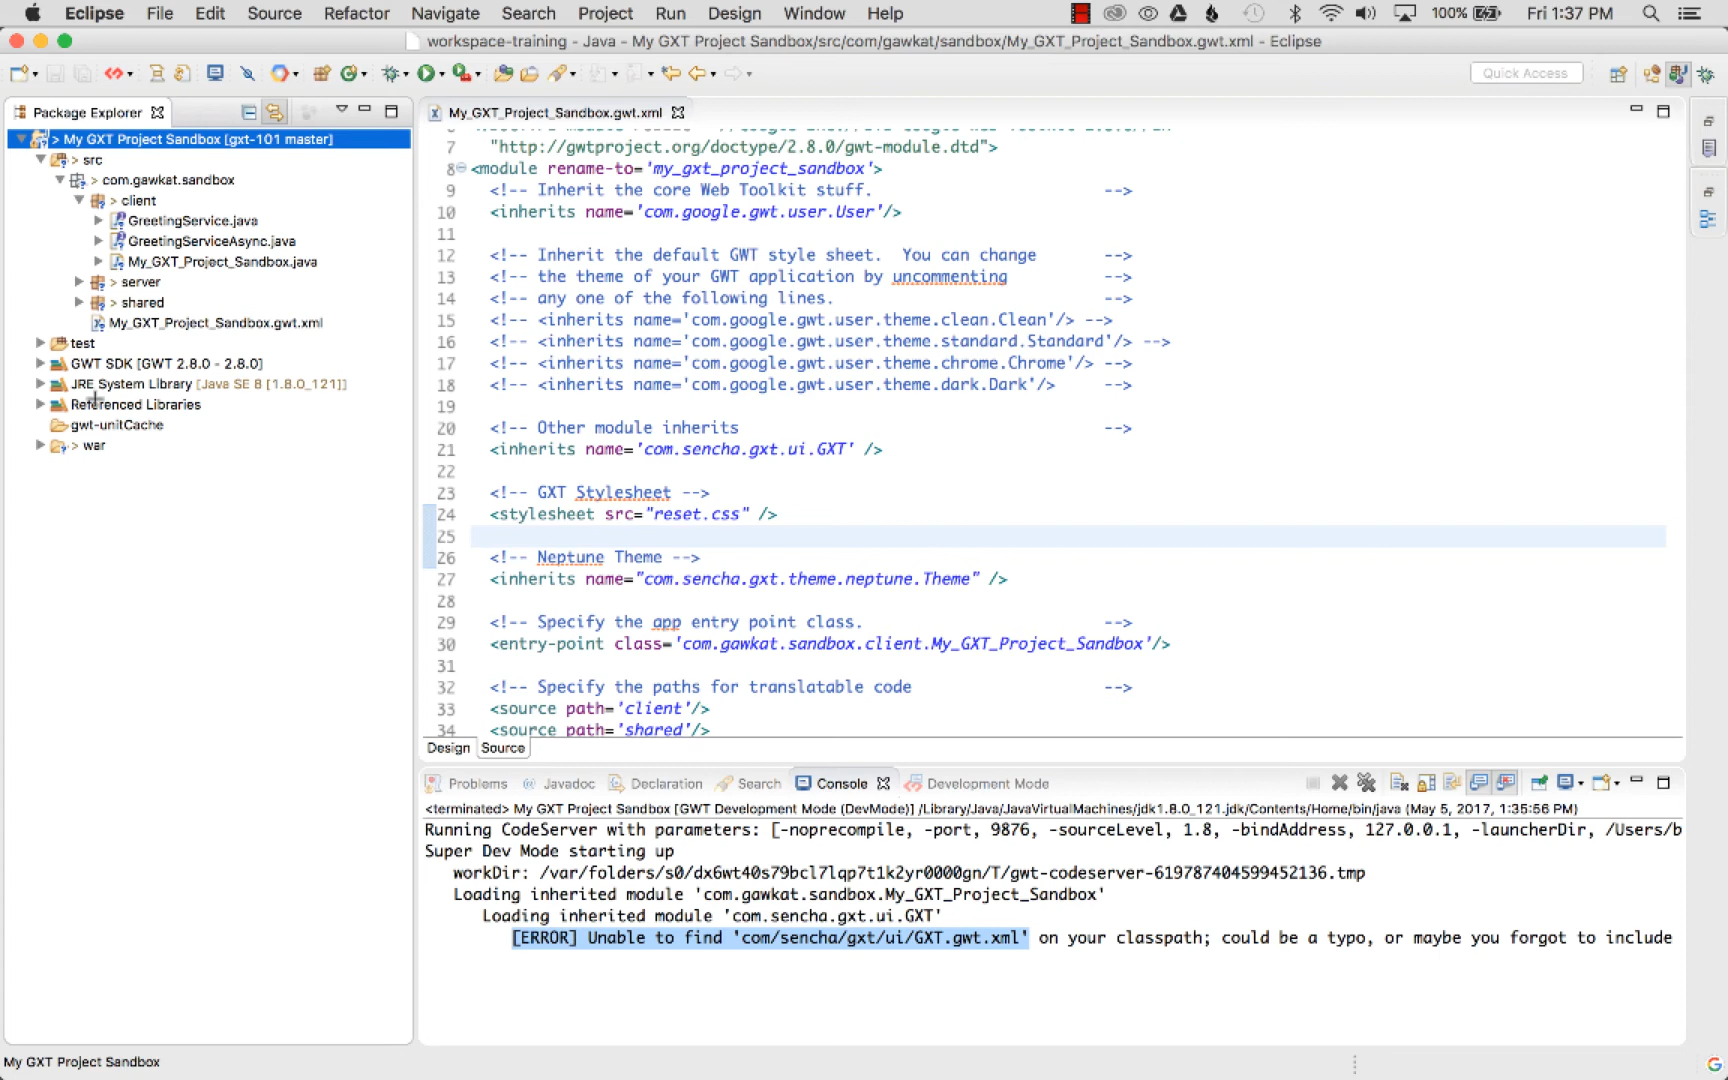 Eclipse File Edit Source Refactor Navigate Search Project Run Design Window Help 100% Fri 1:37 PM
workspace-training - Java - My GXT Project Sandbox/src/com/gawkat/sandbox/My_GXT_Project_Sandbox.gwt.xml - Eclipse
Quick Access
Package Explorer
> My GXT Project Sandbox [gxt-101 master]
> src
> com.gawkat.sandbox
> client
GreetingService.java
GreetingServiceAsync.java
My_GXT_Project_Sandbox.java
> server
> shared
My_GXT_Project_Sandbox.gwt.xml
test
GWT SDK [GWT 2.8.0 - 2.8.0]
JRE System Library [Java SE 8 [1.8.0_121]]
Referenced Libraries
gwt-unitCache
> war
My_GXT_Project_Sandbox.gwt.xml
7 "http://gwtproject.org/doctype/2.8.0/gwt-module.dtd">
8 <module rename-to='my_gxt_project_sandbox'>
9 <!-- Inherit the core Web Toolkit stuff. -->
10 <inherits name='com.google.gwt.user.User'/>
11
12 <!-- Inherit the default GWT style sheet. You can change -->
13 <!-- the theme of your GWT application by uncommenting -->
14 <!-- any one of the following lines. -->
15 <!-- <inherits name='com.google.gwt.user.theme.clean.Clean'/> -->
16 <!-- <inherits name='com.google.gwt.user.theme.standard.Standard'/> -->
17 <!-- <inherits name='com.google.gwt.user.theme.chrome.Chrome'/> -->
18 <!-- <inherits name='com.google.gwt.user.theme.dark.Dark'/> -->
19
20 <!-- Other module inherits -->
21 <inherits name='com.sencha.gxt.ui.GXT' />
22
23 <!-- GXT Stylesheet -->
24 <stylesheet src="reset.css" />
25
26 <!-- Neptune Theme -->
27 <inherits name="com.sencha.gxt.theme.neptune.Theme" />
28
29 <!-- Specify the app entry point class. -->
30 <entry-point class='com.gawkat.sandbox.client.My_GXT_Project_Sandbox'/>
31
32 <!-- Specify the paths for translatable code -->
33 <source path='client'/>
34 <source path='shared'/>
Design Source
Problems Javadoc Declaration Search Console Development Mode
<terminated> My GXT Project Sandbox [GWT Development Mode (DevMode)] /Library/Java/JavaVirtualMachines/jdk1.8.0_121.jdk/Contents/Home/bin/java (May 5, 2017, 1:35:56 PM)
Running CodeServer with parameters: [-noprecompile, -port, 9876, -sourceLevel, 1.8, -bindAddress, 127.0.0.1, -launcherDir, /Users/b
Super Dev Mode starting up
workDir: /var/folders/s0/dx6wt40s79bcl7lqp7t1k2yr0000gn/T/gwt-codeserver-619787404599452136.tmp
Loading inherited module 'com.gawkat.sandbox.My_GXT_Project_Sandbox'
Loading inherited module 'com.sencha.gxt.ui.GXT'
[ERROR] Unable to find 'com/sencha/gxt/ui/GXT.gwt.xml' on your classpath; could be a typo, or maybe you forgot to include
My GXT Project Sandbox